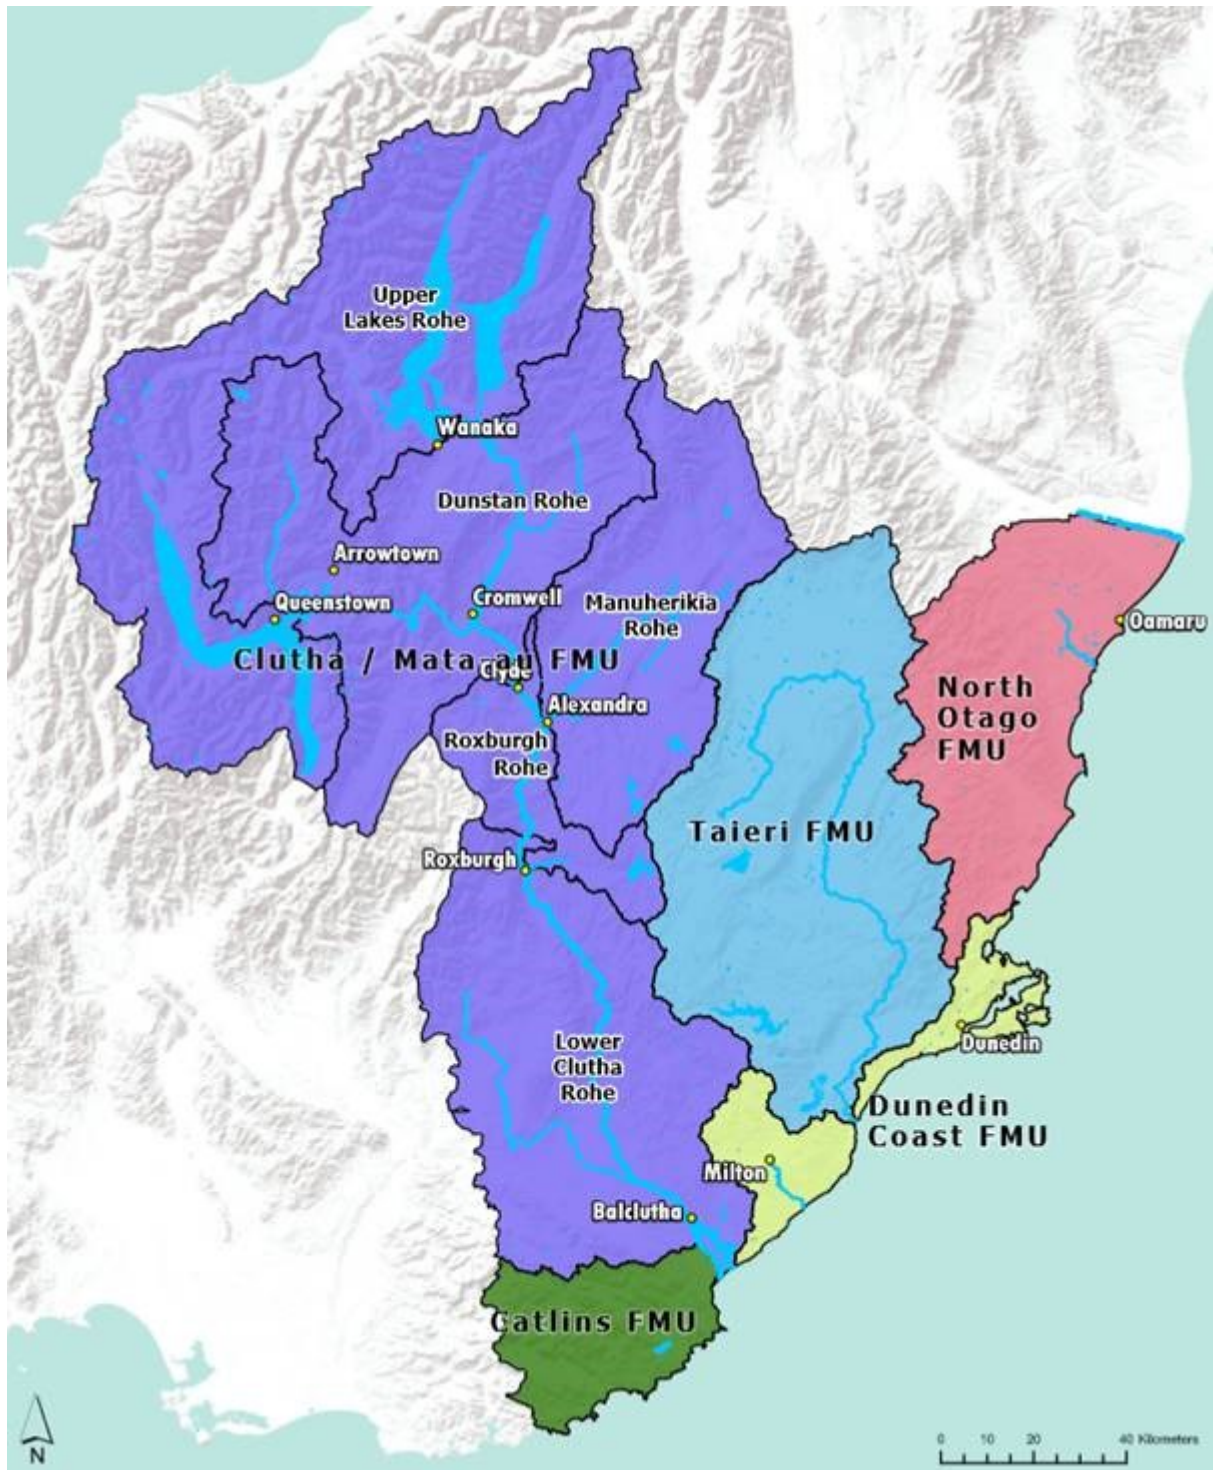 Upper
Lakes Rohe
Wanaka
Dunstan Rohe
Arrowtown
Queenstown
Cromwell
Manuherikia
Rohe
Oamaru
Clutha / Mata-au FMU
Clyde
North
Otago
FMU
Alexandra
Roxburgh
Rohe
Taieri FMU
Roxburgh
Lower
Clutha
Rohe
Dunedin
Dunedin
Coast FMU
Milton
Balclutha
Catlins FMU
N
0 10 20 40 Kilometers